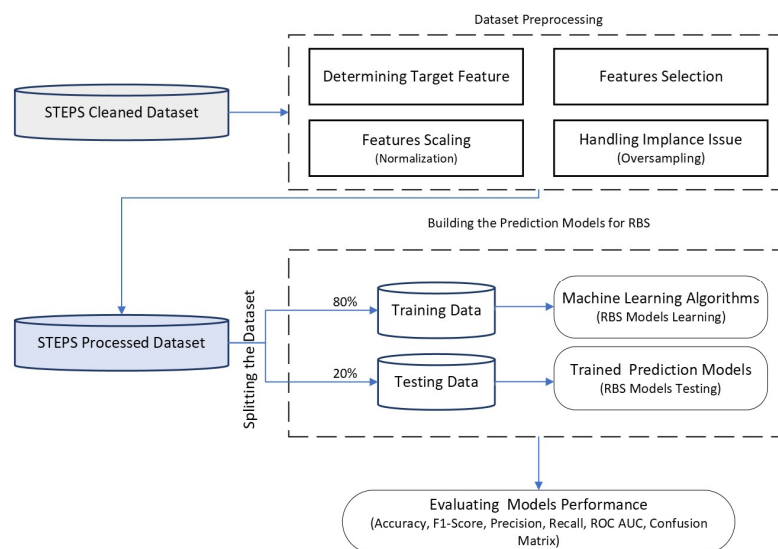 Dataset Preprocessing
Determining Target Feature
Features Selection
STEPS Cleaned Dataset
Features Scaling
(Normalization)
Handling Implance Issue
(Oversampling)
Building the Prediction Models for RBS
80%
Training Data
Machine Learning Algorithms
(RBS Models Learning)
STEPS Processed Dataset
Splitting the Dataset
20%
Testing Data
Trained Prediction Models
(RBS Models Testing)
Evaluating Models Performance
(Accuracy, F1-Score, Precision, Recall, ROC AUC, Confusion
Matrix)